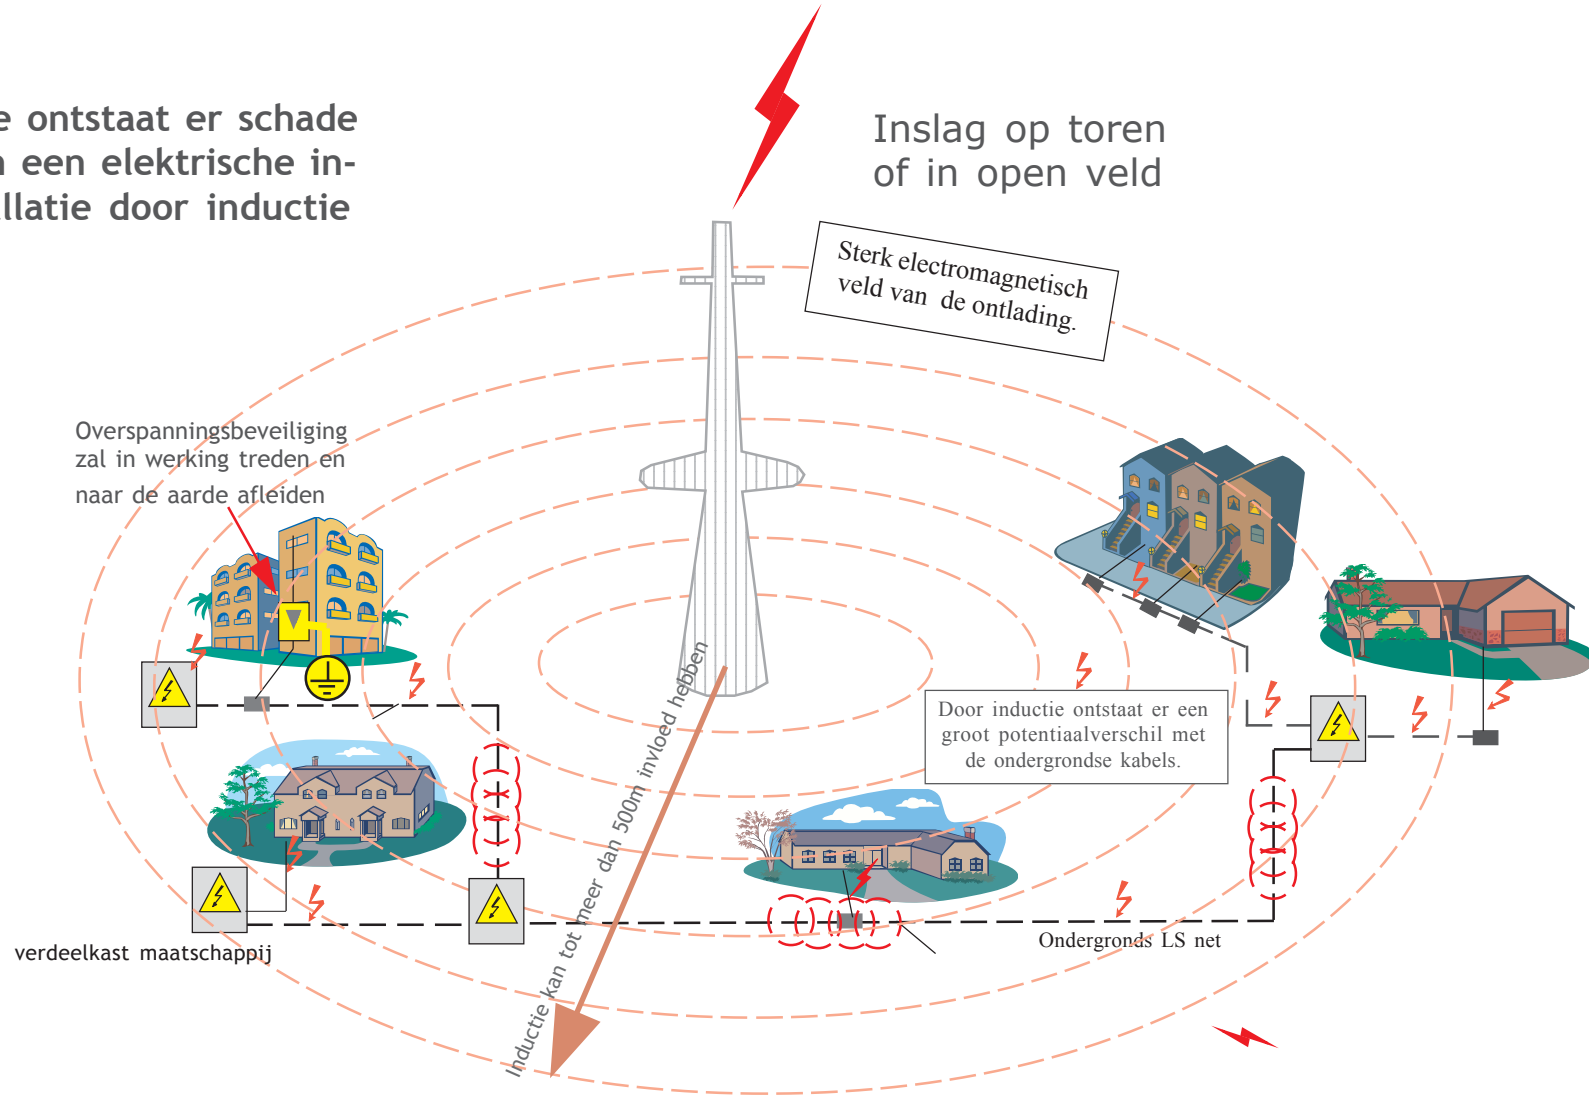 e ontstaat er schade
n een elektrische in-
allatie door inductie
Inslag op toren
of in open veld
Sterk electromagnetisch
veld van de ontlading.
Overspanningsbeveiliging
zal in werking treden en
naar de aarde afleiden
Door inductie ontstaat er een
groot potentiaalverschil met
de ondergrondse kabels.
Inductie kan tot meer dan 500m invloed hebben
verdeelkast maatschappij
Ondergronds LS net